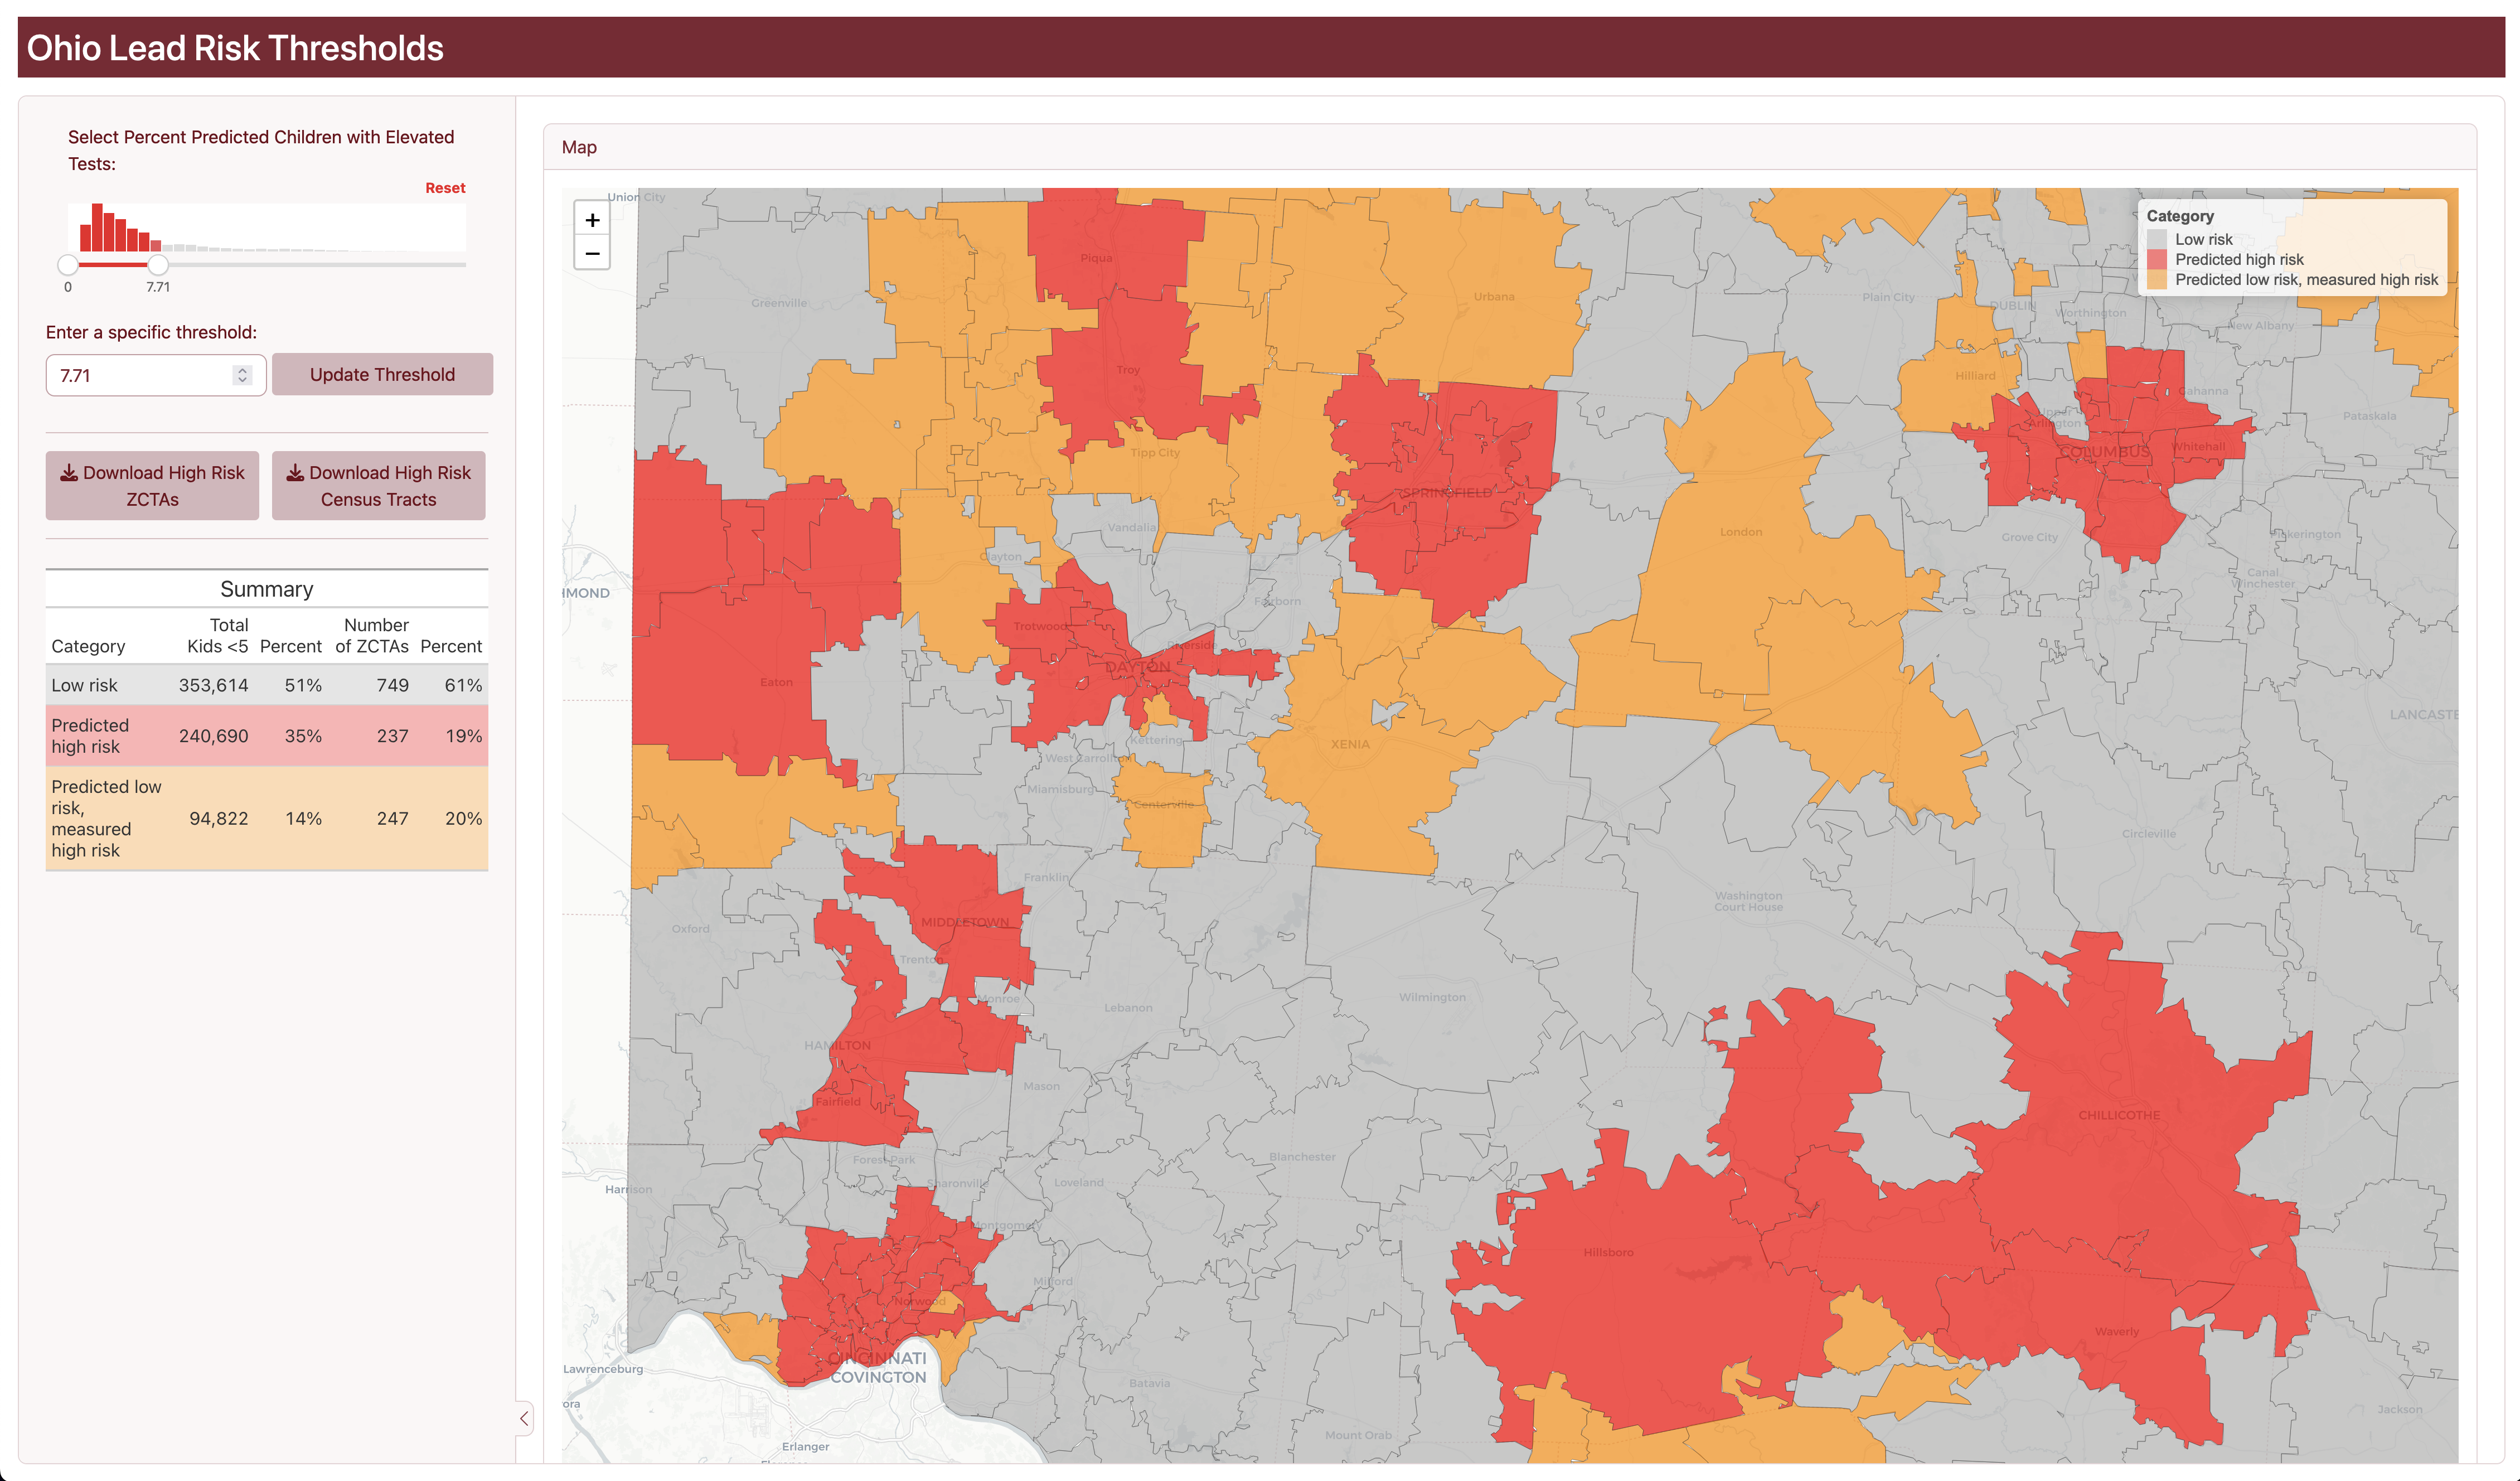 Ohio Lead Risk Thresholds
Select Percent Predicted Children with Elevated
Tests:
Reset
0
7.71
Enter a specific threshold:
7.71
Update Threshold
Download High Risk
ZCTAs
Download High Risk
Census Tracts
Summary
Category
Total
Kids <5
Percent
Number
of ZCTAs
Percent
Low risk 353,614 51% 749 61%
Predicted
high risk
240,690 35% 237 19%
Predicted low
risk,
measured
high risk
94,822 14% 247 20%
Map
+
−
Category
Low risk
Predicted high risk
Predicted low risk, measured high risk
Union City
Piqua
Greenville
Urbana
Plain City
DUBLIN
Worthington
New Albany
Troy
Hilliard
Gahanna
Upper
Arlington
Pataskala
Tipp City
COLUMBUS
Whitehall
SPRINGFIELD
Vandalia
London
Grove City
Pickerington
Clayton
Canal
Winchester
HMOND
Fairborn
Trotwood
Riverside
DAYTON
Eaton
LANCASTE
Kettering
XENIA
West Carrollton
Miamisburg
Centerville
Circleville
Franklin
Washington
Court House
MIDDLETOWN
Oxford
Trenton
Monroe
Wilmington
Lebanon
HAMILTON
Mason
Fairfield
CHILLICOTHE
Forest Park
Blanchester
Sharonville
Loveland
Harrison
Montgomery
Hillsboro
Milford
Norwood
Waverly
CINCINNATI
COVINGTON
Lawrenceburg
Batavia
ora
Jackson
Mount Orab
Erlanger